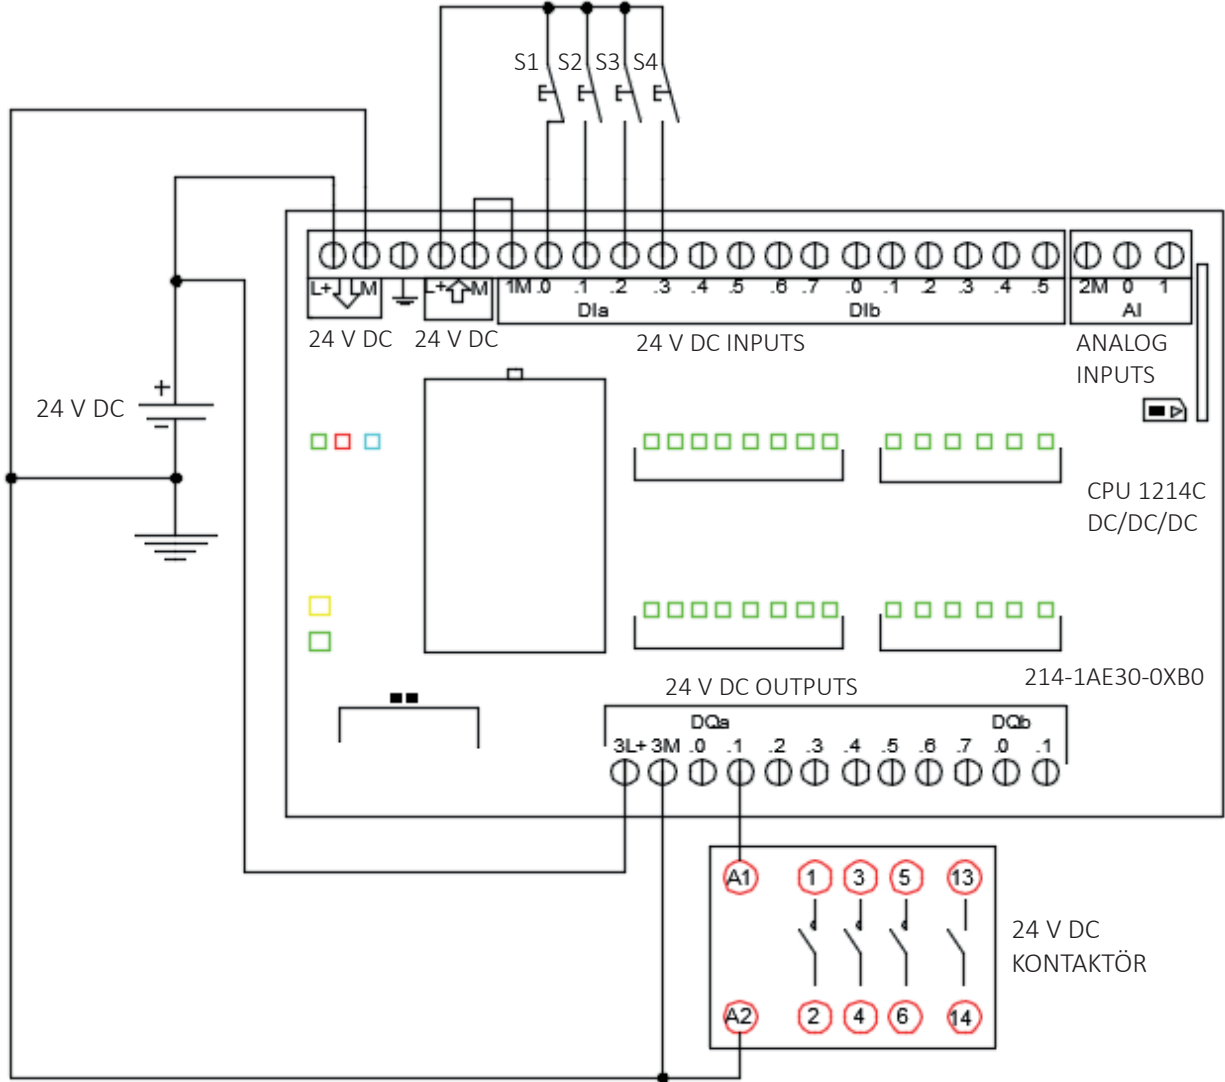 S1 S2 S3 S4
L+ M L+ M 1M .0 .1 .2 .3 .4 .5 .6 .7 .0 .1 .2 .3 .4 .5 2M 0 1
DIa DIb AI
24 V DC 24 V DC 24 V DC INPUTS ANALOG
INPUTS
+
24 V DC
−
CPU 1214C
DC/DC/DC
214-1AE30-0XB0
24 V DC OUTPUTS
DQa DQb
3L+ 3M .0 .1 .2 .3 .4 .5 .6 .7 .0 .1
A1 1 3 5 13
24 V DC
KONTAKTÖR
A2 2 4 6 14